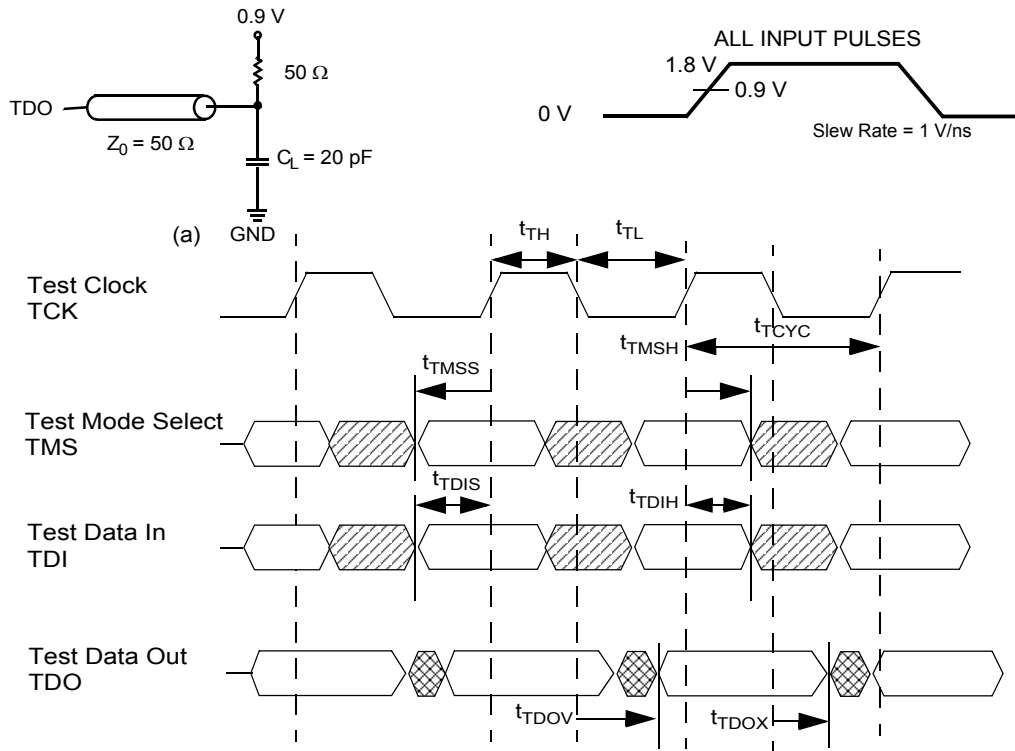 0.9 V
ALL INPUT PULSES
50 Ω
1.8 V
0.9 V
TDO
0 V
Z0 = 50 Ω
Slew Rate = 1 V/ns
CL = 20 pF
(a)
GND
tTH
tTL
Test Clock
TCK
tTCYC
tTMSH
tTMSS
Test Mode Select
TMS
tTDIS
tTDIH
Test Data In
TDI
Test Data Out
TDO
tTDOV
tTDOX